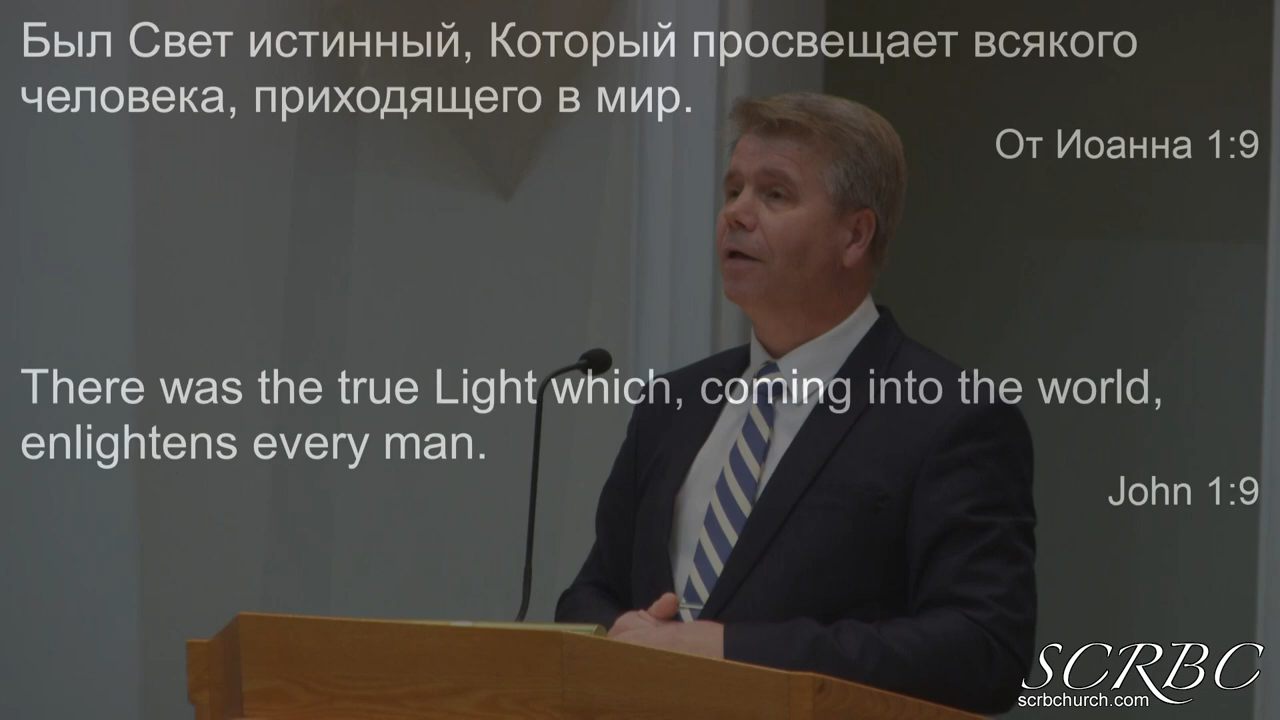 Был Свет истинный, Который просвещает всякого
человека, приходящего в мир.
От Иоанна 1:9
There was the true Light which, coming into the world,
enlightens every man.
John 1:9
SCRBC
scrbchurch.com